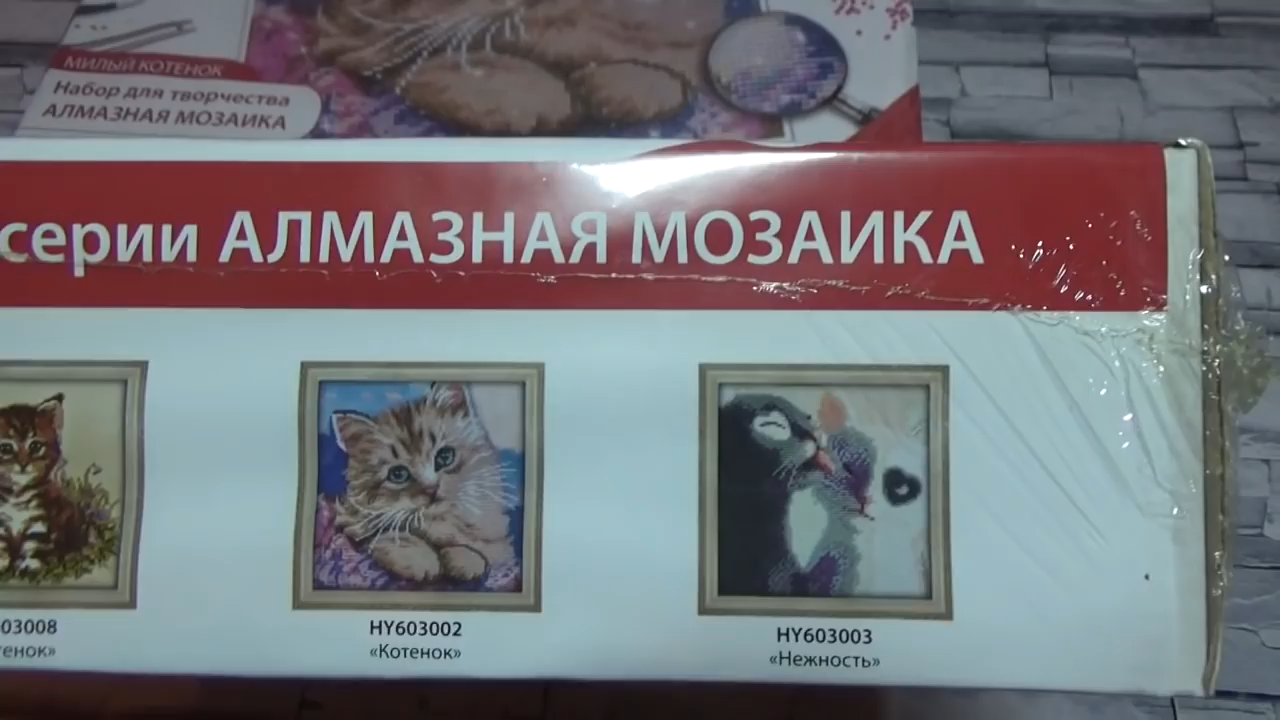 МИЛЫЙ КОТЕНОК
Набор для творчества
АЛМАЗНАЯ МОЗАИКА
серии АЛМАЗНАЯ МОЗАИКА
03008
тенок»
HY603002
«Котенок»
HY603003
«Нежность»